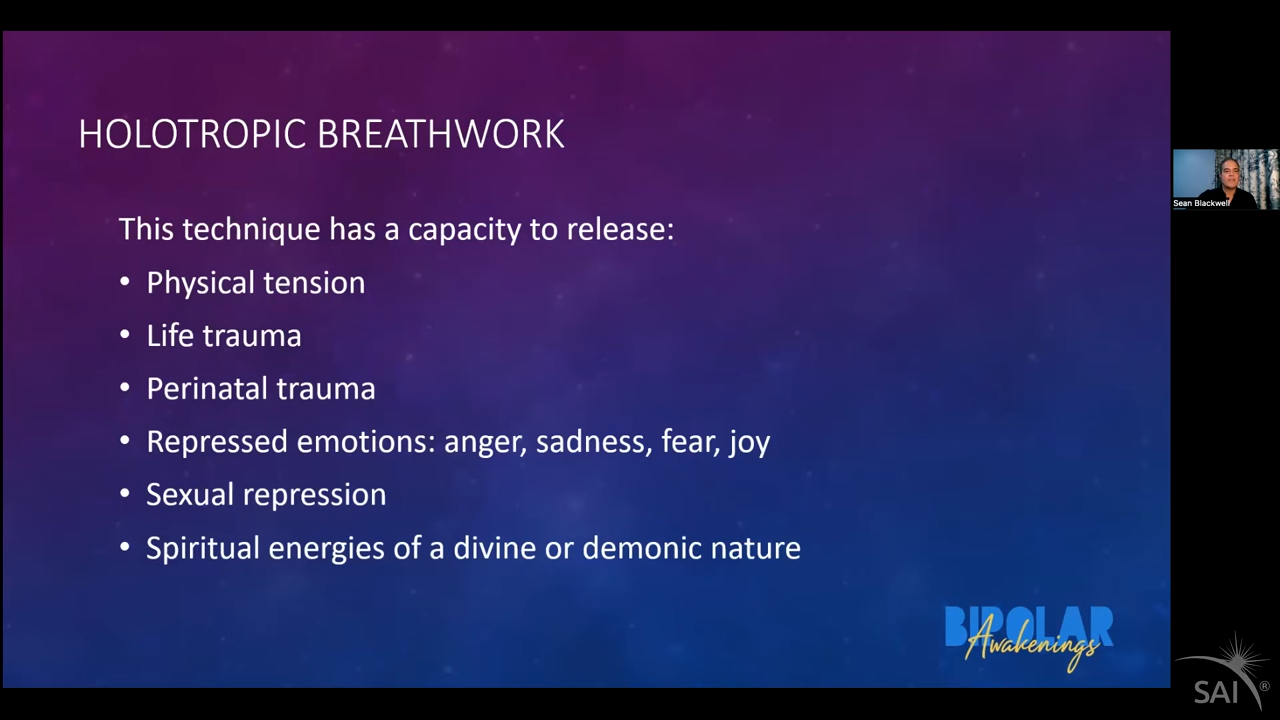 HOLOTROPIC BREATHWORK
This technique has a capacity to release:
• Physical tension
• Life trauma
• Perinatal trauma
• Repressed emotions: anger, sadness, fear, joy
• Sexual repression
• Spiritual energies of a divine or demonic nature
BIPOLAR
Awakenings
Sean Blackwell
SAI®